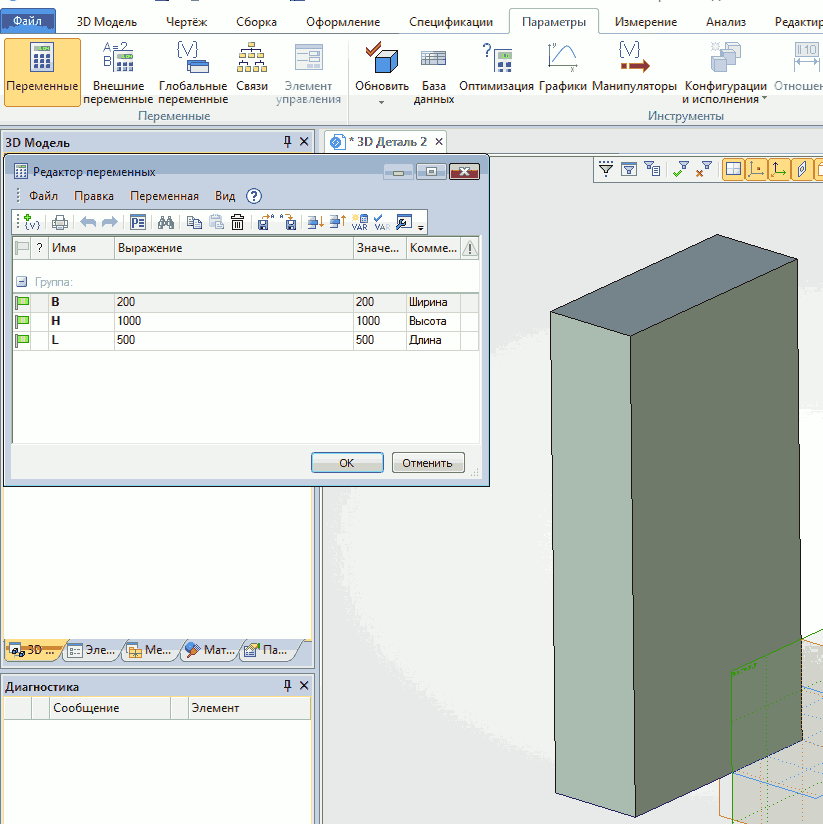 Файл 3D Модель Чертёж Сборка Оформление Спецификации Параметры Измерение Анализ Редактир
Переменные Внешние переменные Глобальные переменные Связи Элемент управления Обновить База данных Оптимизация Графики Манипуляторы Конфигурации и исполнения Отношен
Переменные Инструменты
3D Модель * 3D Деталь 2
Редактор переменных
Файл Правка Переменная Вид
? Имя Выражение Значе... Комме...
Группа:
B 200 200 Ширина
H 1000 1000 Высота
L 500 500 Длина
OK Отменить
3D ... Эле... Ме... Мат... Па...
Диагностика
Сообщение Элемент